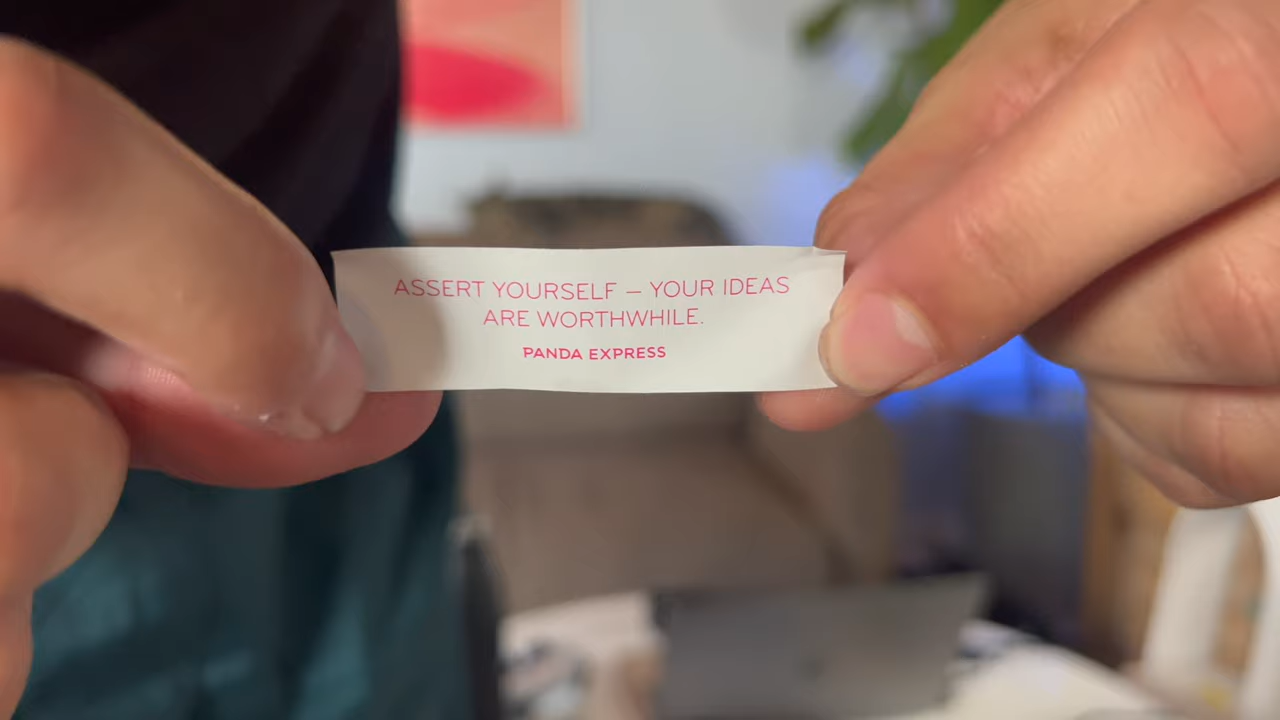 ASSERT YOURSELF – YOUR IDEAS
ARE WORTHWHILE.
PANDA EXPRESS